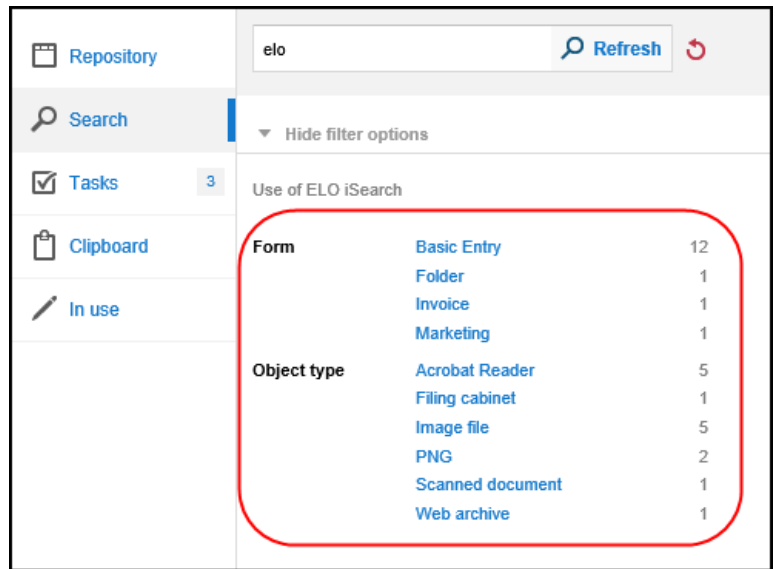 Repository
Search
Tasks 3
Clipboard
In use
elo Refresh
Hide filter options
Use of ELO iSearch
Form Basic Entry 12
Folder 1
Invoice 1
Marketing 1
Object type Acrobat Reader 5
Filing cabinet 1
Image file 5
PNG 2
Scanned document 1
Web archive 1